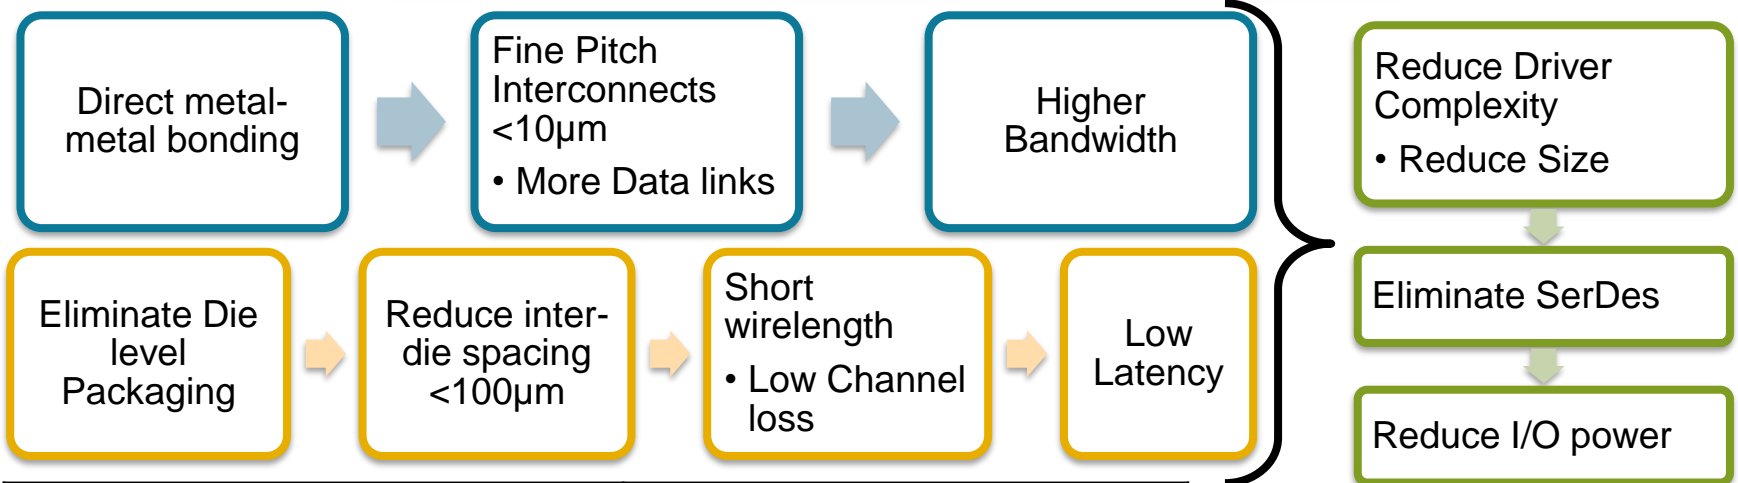 Direct metal-
metal bonding
Fine Pitch
Interconnects
<10µm
• More Data links
Higher
Bandwidth
Eliminate Die
level
Packaging
Reduce inter-
die spacing
<100µm
Short
wirelength
• Low Channel
loss
Low
Latency
Reduce Driver
Complexity
• Reduce Size
Eliminate SerDes
Reduce I/O power